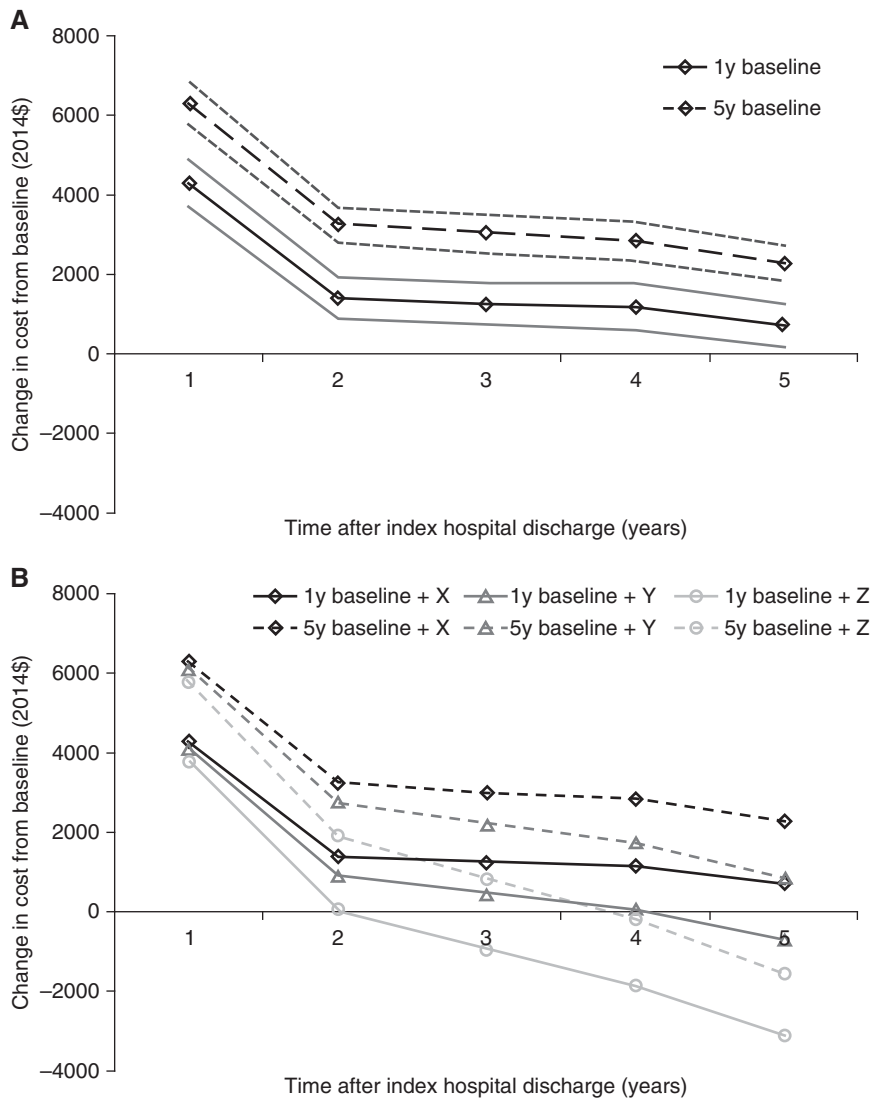 A
8000
6000
4000
2000
0
–2000
–4000
Change in cost from baseline (2014$)
1y baseline
5y baseline
1 2 3 4 5
Time after index hospital discharge (years)
B
8000
6000
4000
2000
0
–2000
–4000
Change in cost from baseline (2014$)
1y baseline + X 1y baseline + Y 1y baseline + Z
5y baseline + X 5y baseline + Y 5y baseline + Z
1 2 3 4 5
Time after index hospital discharge (years)